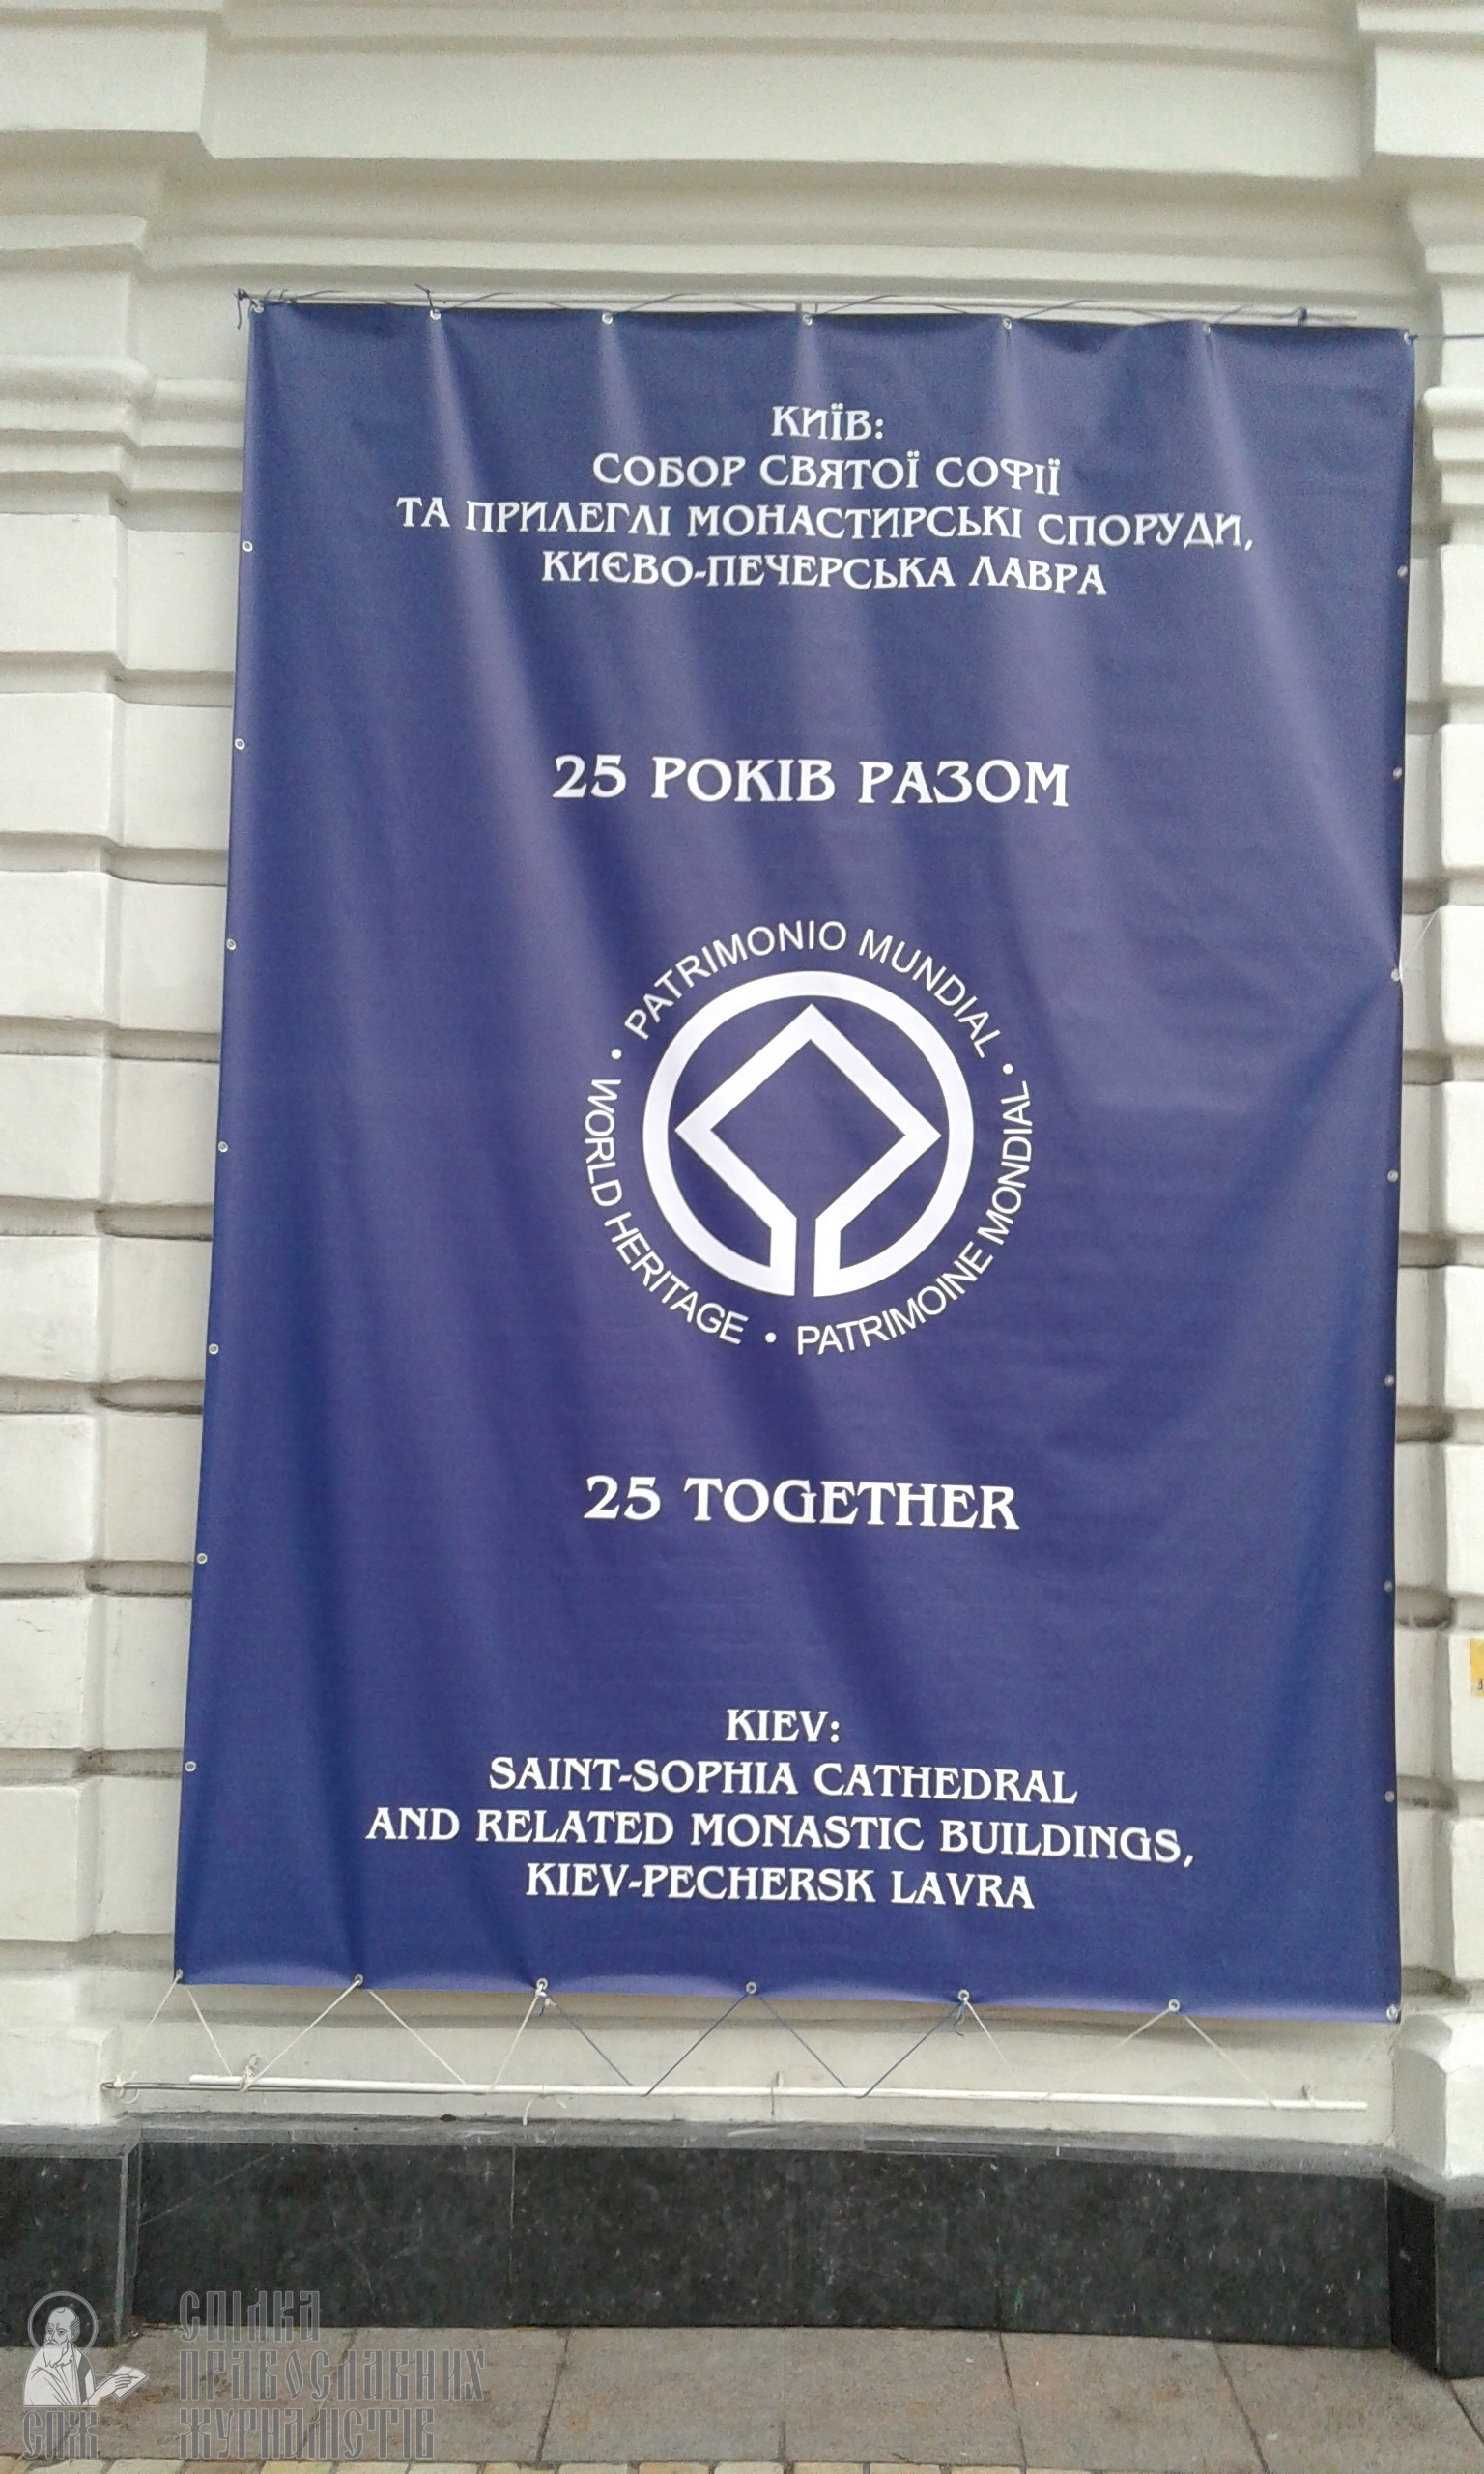 КИЇВ:
СОБОР СВЯТОЇ СОФІЇ
ТА ПРИЛЕГЛІ МОНАСТИРСЬКІ СПОРУДИ,
КИЄВО-ПЕЧЕРСЬКА ЛАВРА
25 РОКІВ РАЗОМ
• PATRIMONIO MUNDIAL •
WORLD HERITAGE • PATRIMOINE MONDIAL
25 TOGETHER
KIEV:
SAINT-SOPHIA CATHEDRAL
AND RELATED MONASTIC BUILDINGS,
KIEV-PECHERSK LAVRA
СПІЛКА
ПРАВОСЛАВНИХ
ЖУРНАЛІСТІВ
СПЖ